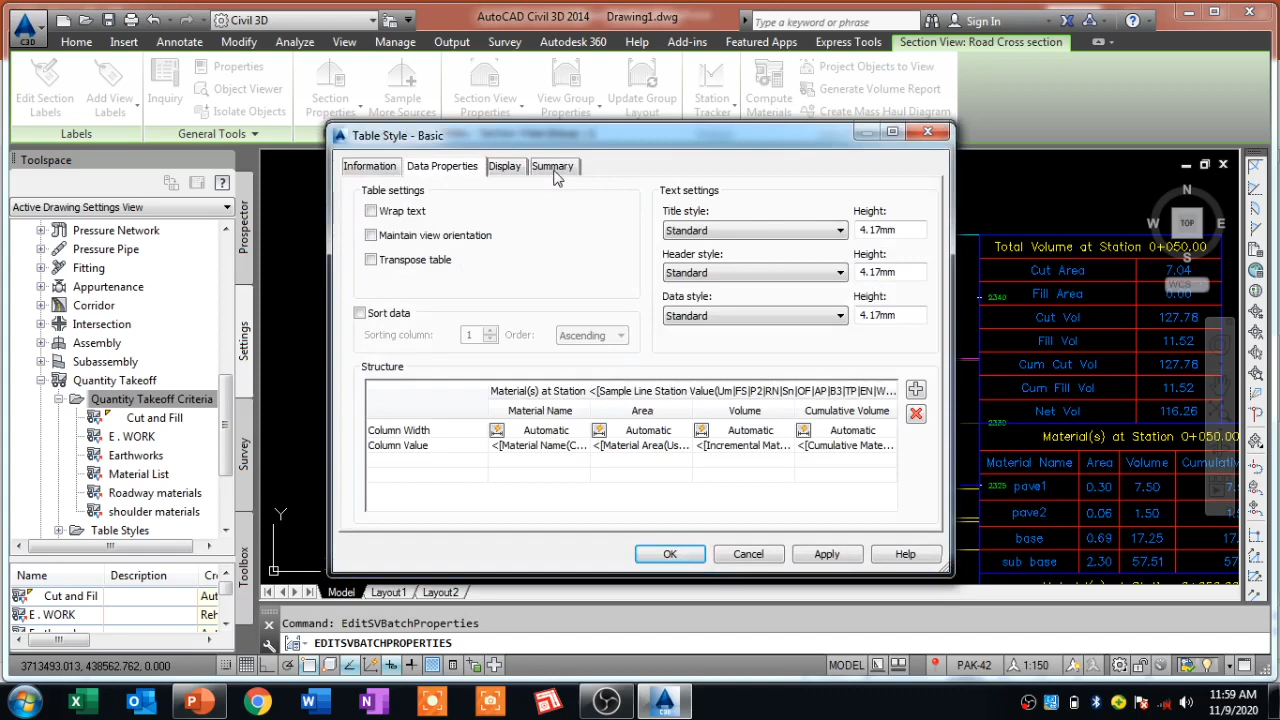 Civil 3D
AutoCAD Civil 3D 2014 Drawing1.dwg
Type a keyword or phrase
Sign In
C3D
Home Insert Annotate Modify Analyze View Manage Output Survey Autodesk 360 Help Add-ins Featured Apps Express Tools Section View: Road Cross section
Edit Section Labels
Add View Labels
Inquiry
Properties
Object Viewer
Isolate Objects
Section Properties
Sample More Sources
Section View Properties
View Group Properties
Update Group Layout
Station Tracker
Compute Materials
Project Objects to View
Generate Volume Report
Create Mass Haul Diagram
Labels
General Tools
Toolspace
Active Drawing Settings View
Pressure Network
Pressure Pipe
Fitting
Appurtenance
Corridor
Intersection
Assembly
Subassembly
Quantity Takeoff
Quantity Takeoff Criteria
Cut and Fill
E . WORK
Earthworks
Material List
Roadway materials
shoulder materials
Table Styles
Name Description Cr
Cut and Fill Aut
E . WORK Reh
Prospector
Settings
Survey
Toolbox
Table Style - Basic
Information Data Properties Display Summary
Table settings
Wrap text
Maintain view orientation
Transpose table
Sort data
Sorting column: 1 Order: Ascending
Text settings
Title style: Height:
Standard 4.17mm
Header style: Height:
Standard 4.17mm
Data style: Height:
Standard 4.17mm
Structure
Material(s) at Station <[Sample Line Station Value(Um|FS|P2|RN|Sn|OF|AP|B3|TP|EN|W...
Material Name Area Volume Cumulative Volume
Column Width Automatic Automatic Automatic Automatic
Column Value <[Material Name(C... <[Material Area(Us... <[Incremental Mat... <[Cumulative Mate...
OK Cancel Apply Help
N
W TOP E
S
WCS
Total Volume at Station 0+050.00
Cut Area 7.04
2340 Fill Area 0.00
Cut Vol 127.78
Fill Vol 11.52
Cum Cut Vol 127.78
Cum Fill Vol 11.52
Net Vol 116.26
2330
Material(s) at Station 0+050.00
Material Name Area Volume Cumulativ
2325 pave1 0.30 7.50 7.
pave2 0.06 1.50 1.
base 0.69 17.25 17.
sub base 2.30 57.51
Y
Model Layout1 Layout2
Command: EditSVBatchProperties
EDITSVBATCHPROPERTIES
3713493.013, 438562.762, 0.000
MODEL
PAK-42
1:150
11:59 AM
11/9/2020